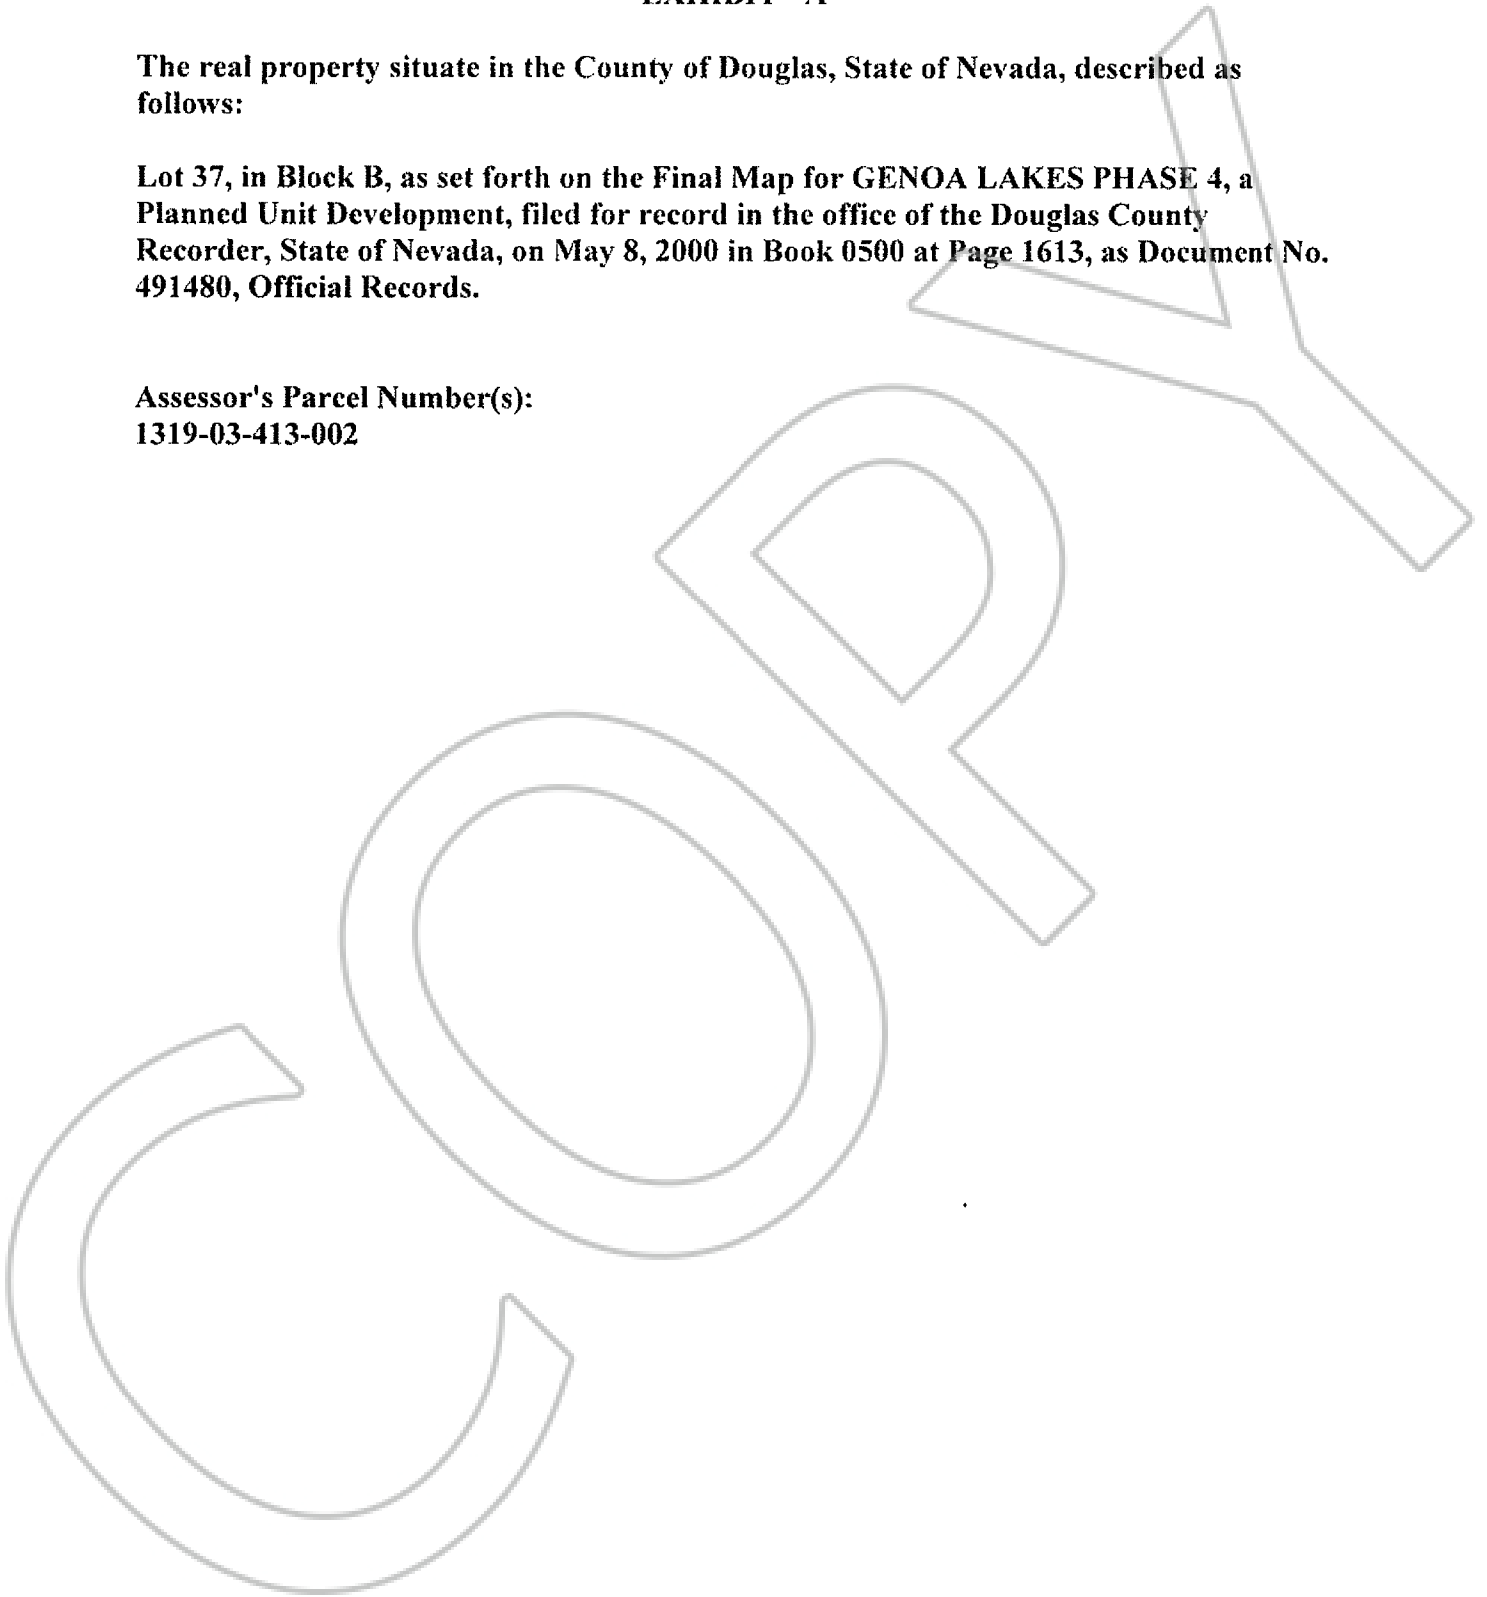 The real property situate in the County of Douglas, State of Nevada, described as
follows:
Lot 37, in Block B, as set forth on the Final Map for GENOA LAKES PHASE 4, a
Planned Unit Development, filed for record in the office of the Douglas County
Recorder, State of Nevada, on May 8, 2000 in Book 0500 at Page 1613, as Document No.
491480, Official Records.
Assessor's Parcel Number(s):
1319-03-413-002
COPY